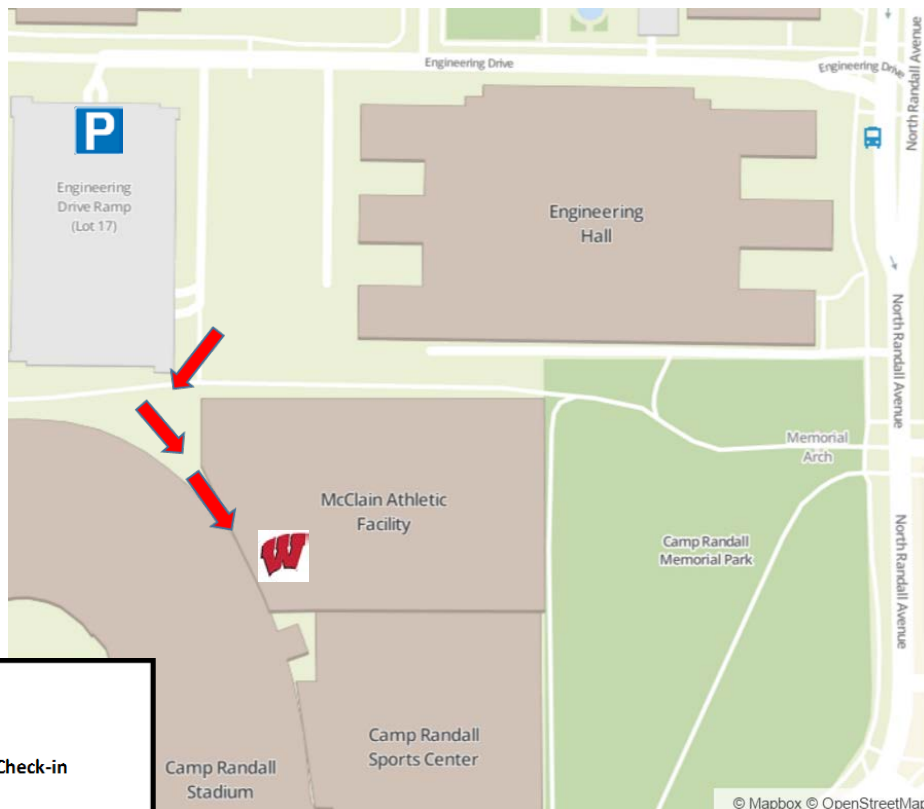 Engineering Drive
Engineering Drive
North Randall Avenue
P
Engineering
Drive Ramp
(Lot 17)
Engineering
Hall
North Randall Avenue
Memorial
Arch
McClain Athletic
Facility
W
Camp Randall
Memorial Park
North Randall Avenue
Camp Randall
Sports Center
Check-in
Camp Randall
Stadium
© Mapbox © OpenStreetMap